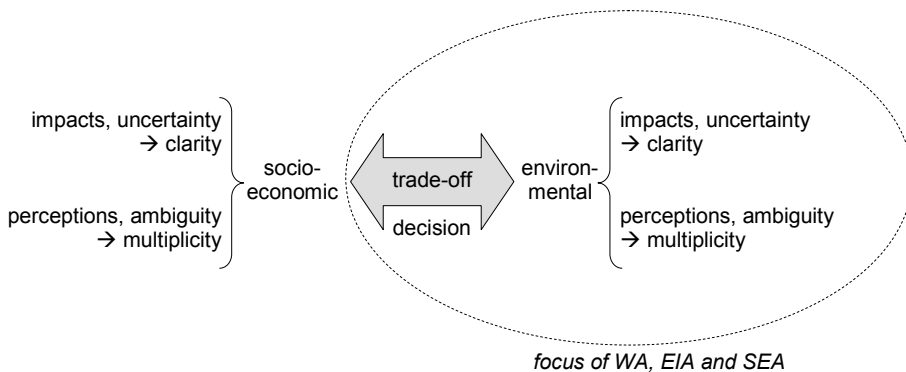 impacts, uncertainty
→ clarity
perceptions, ambiguity
→ multiplicity
socio-
economic
trade-off
decision
environ-
mental
impacts, uncertainty
→ clarity
perceptions, ambiguity
→ multiplicity
focus of WA, EIA and SEA